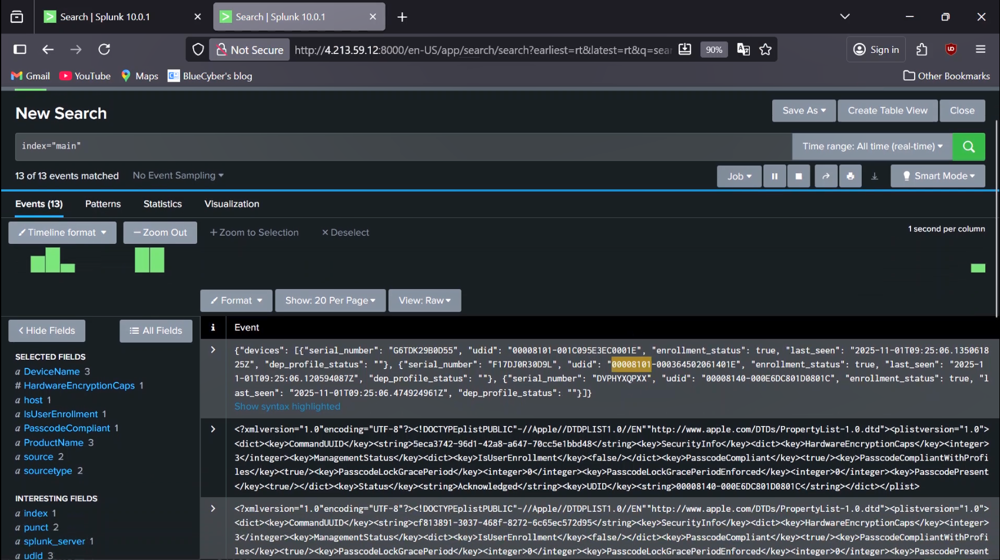 Search | Splunk 10.0.1
Search | Splunk 10.0.1
Not Secure
http://4.213.59.12:8000/en-US/app/search/search?earliest=rt&latest=rt&q=sear
90%
Sign in
Gmail
YouTube
Maps
BlueCyber's blog
Other Bookmarks
New Search
Save As
Create Table View
Close
index="main"
Time range: All time (real-time)
13 of 13 events matched
No Event Sampling
Job
Smart Mode
Events (13)
Patterns
Statistics
Visualization
Timeline format
— Zoom Out
+ Zoom to Selection
× Deselect
1 second per column
Format
Show: 20 Per Page
View: Raw
< Hide Fields
All Fields
i
Event
SELECTED FIELDS
a DeviceName 3
# HardwareEncryptionCaps 1
a host 1
a IsUserEnrollment 1
a PasscodeCompliant 1
a ProductName 3
a source 2
a sourcetype 2
INTERESTING FIELDS
a index 1
a punct 2
a splunk_server 1
a udid 3
{"devices": [{"serial_number": "G6TDK29B0D55", "udid": "00008101-001C095E3EC0001E", "enrollment_status": true, "last_seen": "2025-11-01T09:25:06.1350618
25Z", "dep_profile_status": ""}, {"serial_number": "F17DJ0R30D9L", "udid": "00008101-000364502061401E", "enrollment_status": true, "last_seen": "2025-1
1-01T09:25:06.120594087Z", "dep_profile_status": ""}, {"serial_number": "DVPHYXQPXX", "udid": "00008140-000E6DC801D0801C", "enrollment_status": true, "l
ast_seen": "2025-11-01T09:25:06.474924961Z", "dep_profile_status": ""}]}
Show syntax highlighted
<?xmlversion="1.0"encoding="UTF-8"?><!DOCTYPEplistPUBLIC"-//Apple//DTDPLIST1.0//EN""http://www.apple.com/DTDs/PropertyList-1.0.dtd"><plistversion="1.0">
<dict><key>CommandUUID</key><string>5eca3742-96d1-42a8-a647-70cc5e1bbd48</string><key>SecurityInfo</key><dict><key>HardwareEncryptionCaps</key><integer>
3</integer><key>ManagementStatus</key><dict><key>IsUserEnrollment</key><false/></dict><key>PasscodeCompliant</key><true/><key>PasscodeCompliantWithProfi
les</key><true/><key>PasscodeLockGracePeriod</key><integer>0</integer><key>PasscodeLockGracePeriodEnforced</key><integer>0</integer><key>PasscodePresent
</key><true/></dict><key>Status</key><string>Acknowledged</string><key>UDID</key><string>00008140-000E6DC801D0801C</string></dict></plist>
<?xmlversion="1.0"encoding="UTF-8"?><!DOCTYPEplistPUBLIC"-//Apple//DTDPLIST1.0//EN""http://www.apple.com/DTDs/PropertyList-1.0.dtd"><plistversion="1.0">
<dict><key>CommandUUID</key><string>cf813891-3037-468f-8272-6c65ec572d95</string><key>SecurityInfo</key><dict><key>HardwareEncryptionCaps</key><integer>
3</integer><key>ManagementStatus</key><dict><key>IsUserEnrollment</key><false/></dict><key>PasscodeCompliant</key><true/><key>PasscodeCompliantWithProfi
les</key><true/><key>PasscodeLockGracePeriod</key><integer>0</integer><key>PasscodeLockGracePeriodEnforced</key><integer>0</integer><key>PasscodePresent